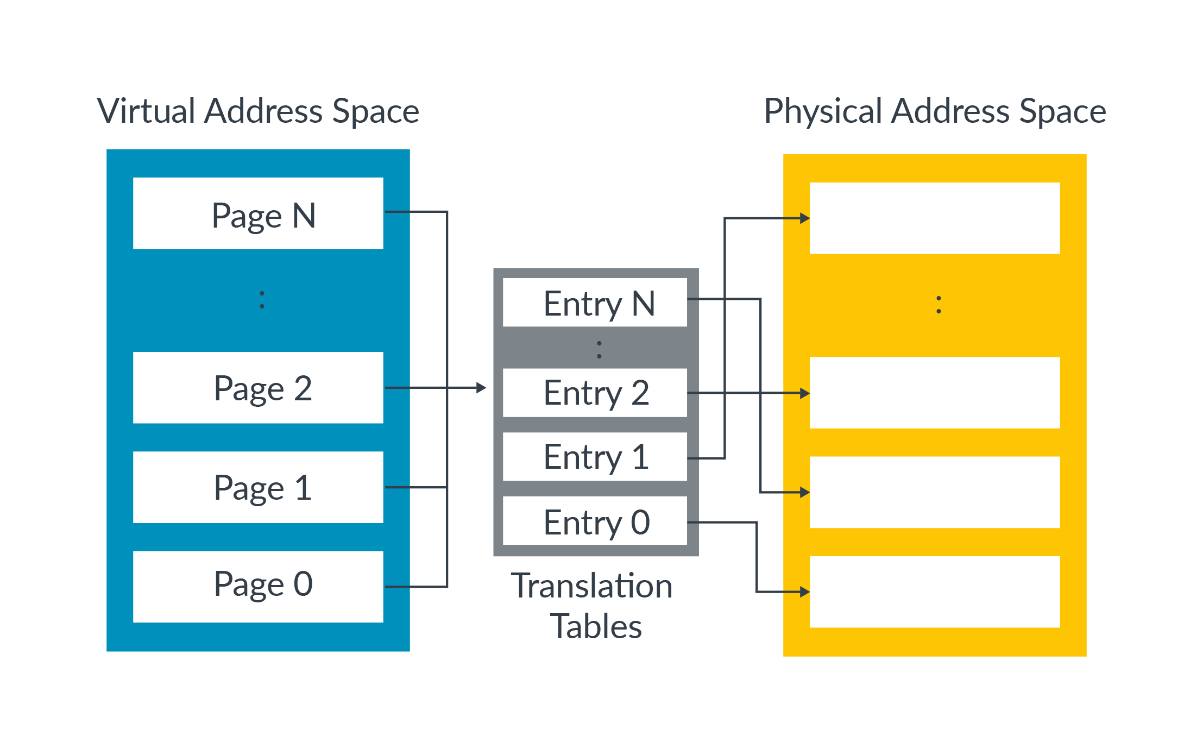 Virtual Address Space
Page N
:
Page 2
Page 1
Page 0
Entry N
:
Entry 2
Entry 1
Entry 0
Translation
Tables
Physical Address Space
: